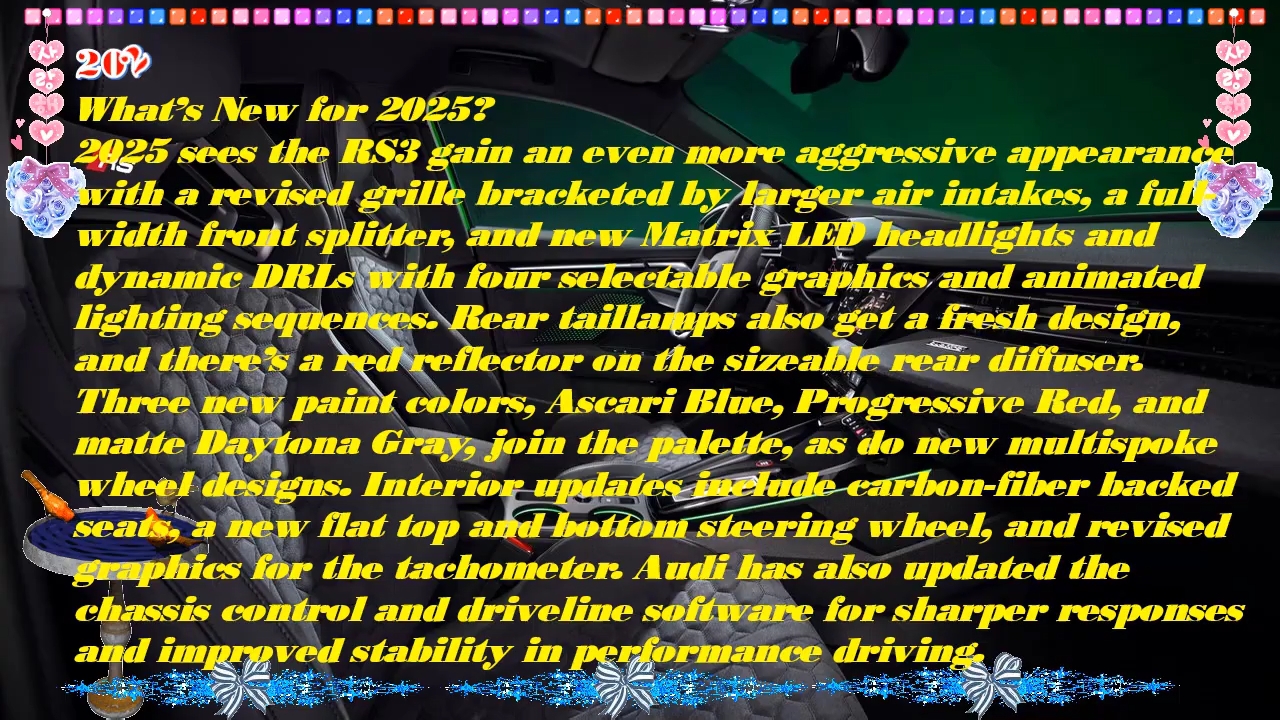 20
What's New for 2025?
2025 sees the RS3 gain an even more aggressive appearance
with a revised grille bracketed by larger air intakes, a full-
width front splitter, and new Matrix LED headlights and
dynamic DRLs with four selectable graphics and animated
lighting sequences. Rear taillamps also get a fresh design,
and there's a red reflector on the sizeable rear diffuser.
Three new paint colors, Ascari Blue, Progressive Red, and
matte Daytona Gray, join the palette, as do new multispoke
wheel designs. Interior updates include carbon-fiber backed
seats, a new flat top and bottom steering wheel, and revised
graphics for the tachometer. Audi has also updated the
chassis control and driveline software for sharper responses
and improved stability in performance driving.